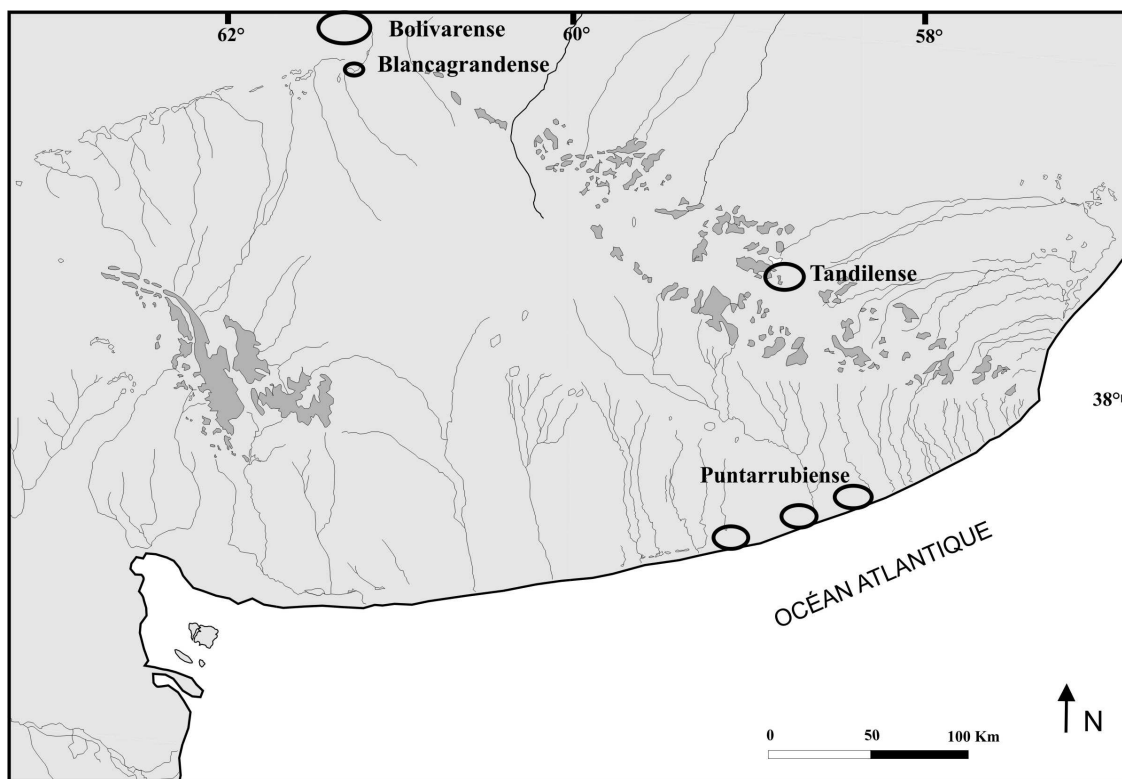 62°
60°
58°
Bolivarense
Blancagrandense
Tandilense
38°
Puntarrubiense
OCÉAN ATLANTIQUE
N
0 50 100 Km